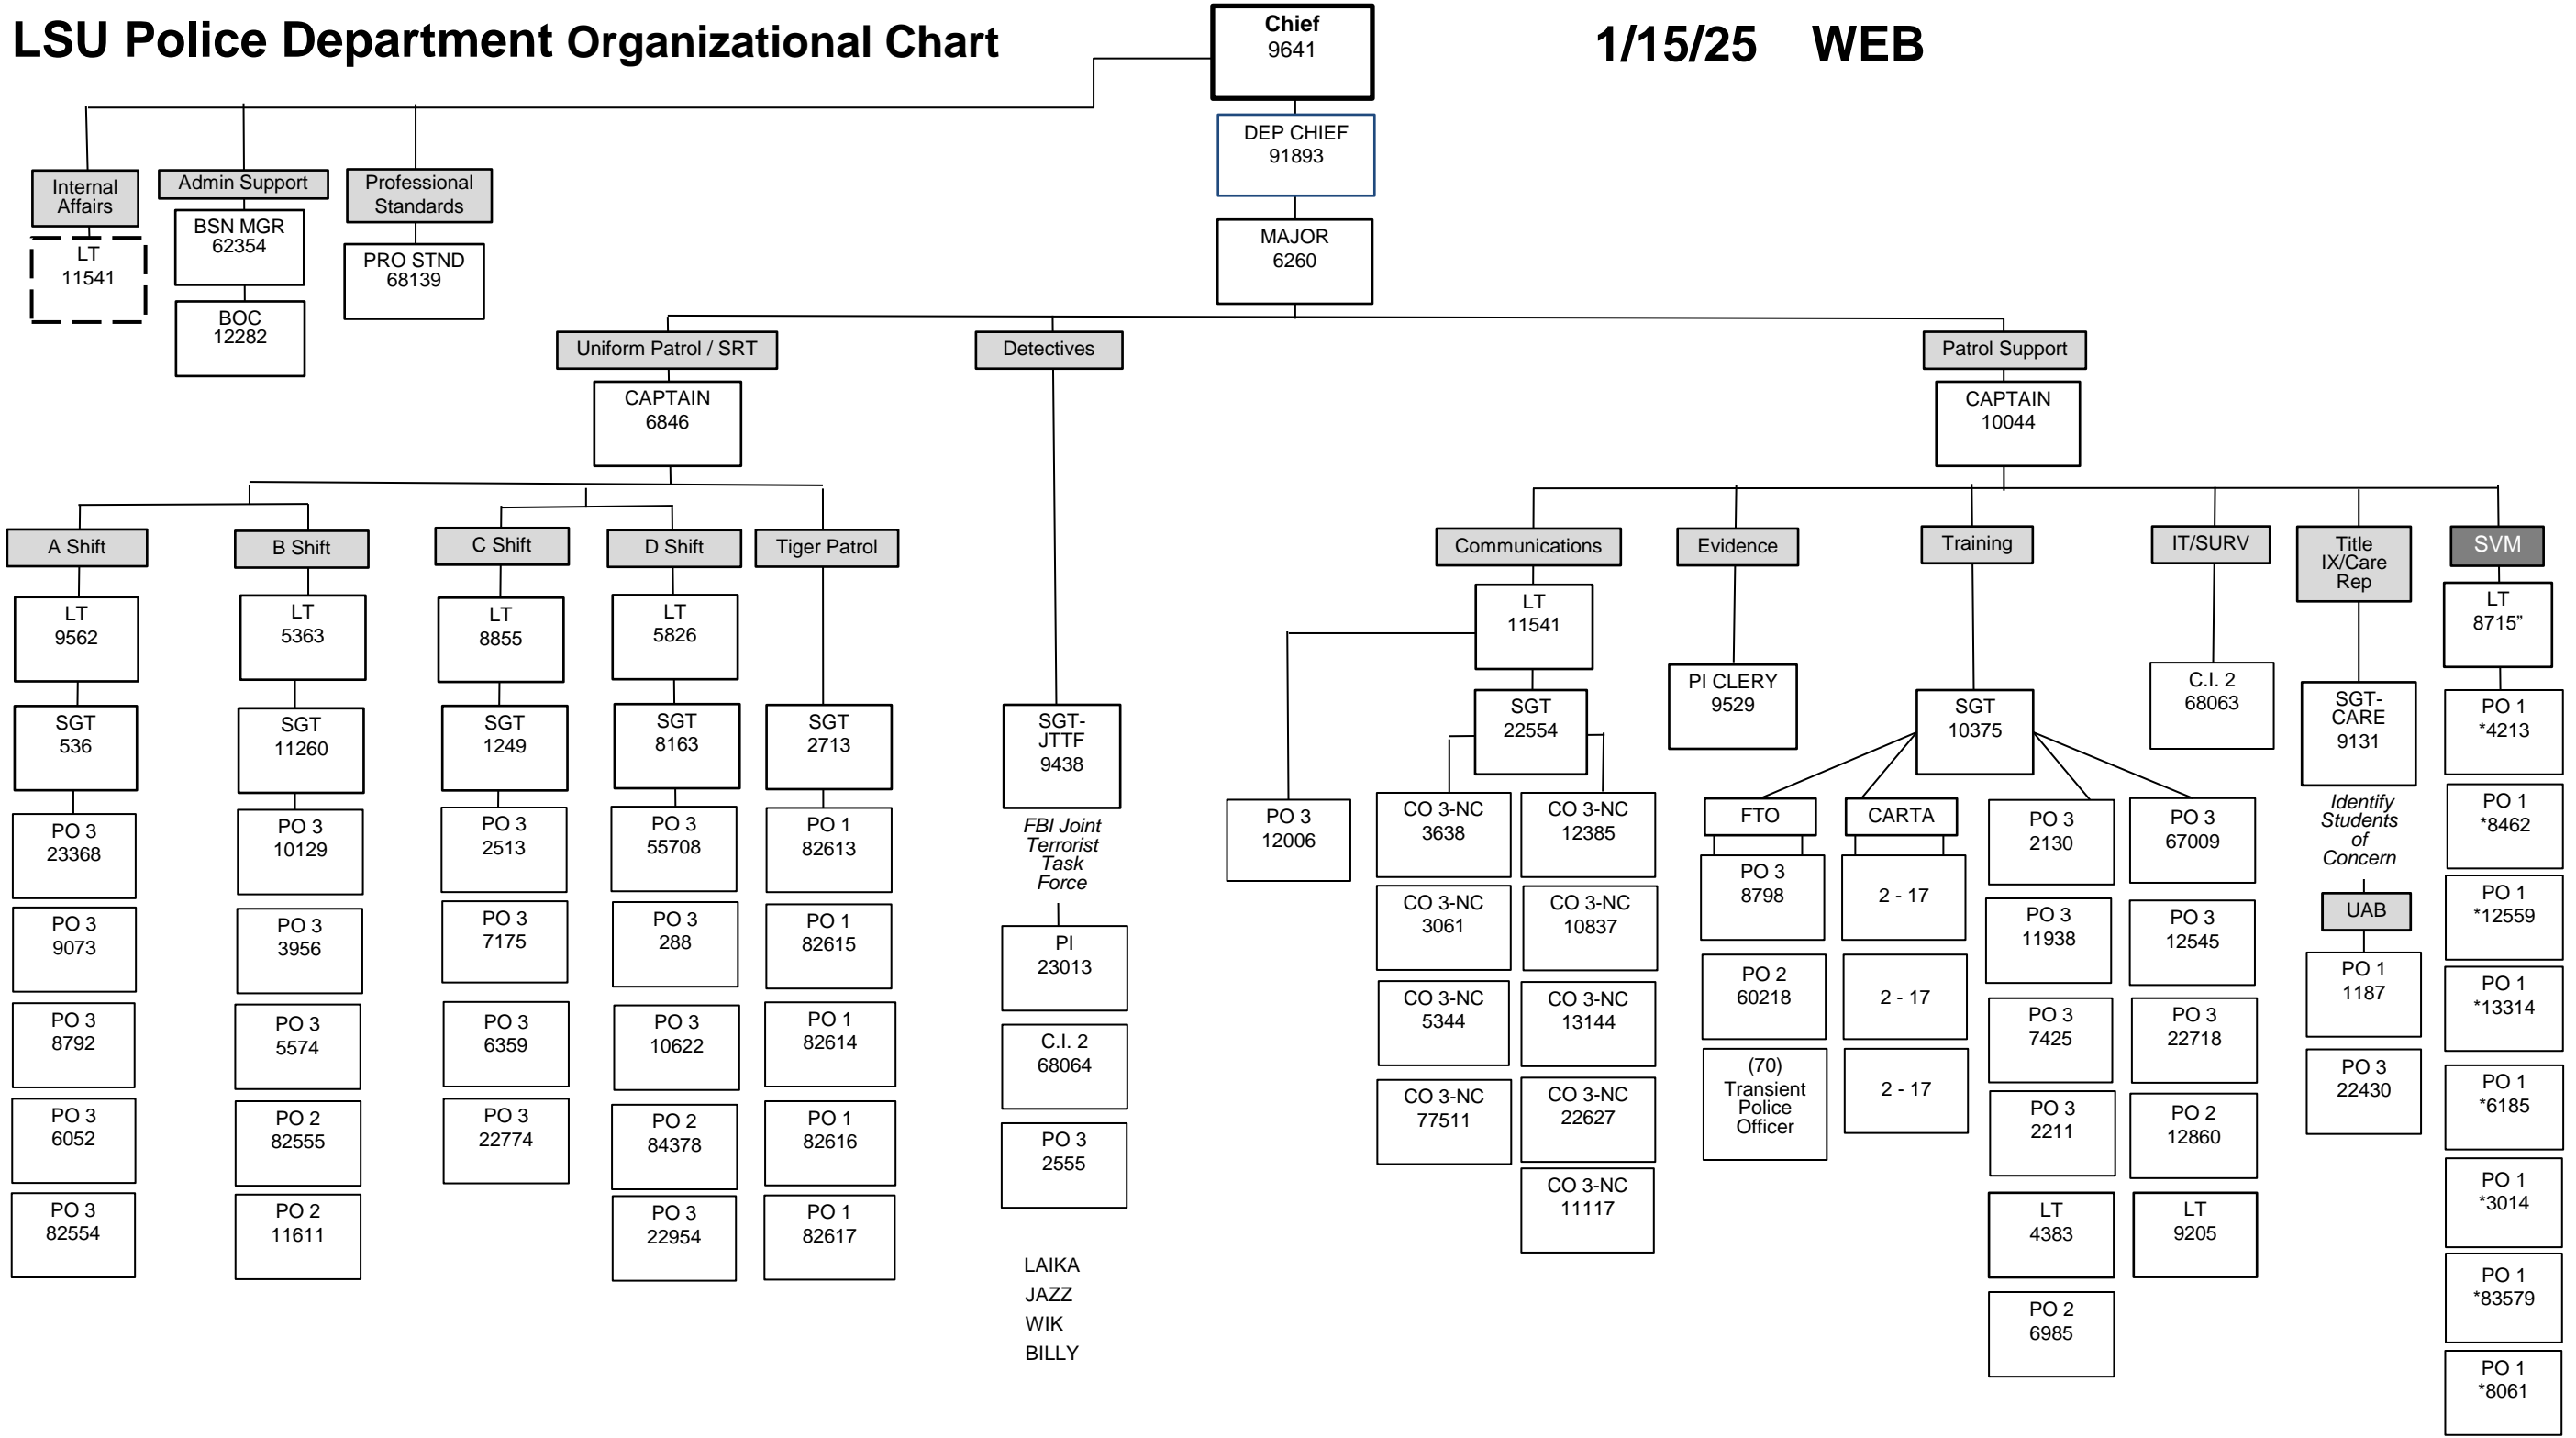 LSU Police Department Organizational Chart
1/15/25 WEB
Chief
9641
DEP CHIEF
91893
MAJOR
6260
Internal
Affairs
LT
11541
Admin Support
BSN MGR
62354
BOC
12282
Professional
Standards
PRO STND
68139
Uniform Patrol / SRT
CAPTAIN
6846
Detectives
Patrol Support
CAPTAIN
10044
A Shift
LT
9562
SGT
536
PO 3
23368
PO 3
9073
PO 3
8792
PO 3
6052
PO 3
82554
B Shift
LT
5363
SGT
11260
PO 3
10129
PO 3
3956
PO 3
5574
PO 2
82555
PO 2
11611
C Shift
LT
8855
SGT
1249
PO 3
2513
PO 3
7175
PO 3
6359
PO 3
22774
D Shift
LT
5826
SGT
8163
PO 3
55708
PO 3
288
PO 3
10622
PO 2
84378
PO 3
22954
Tiger Patrol
SGT
2713
PO 1
82613
PO 1
82615
PO 1
82614
PO 1
82616
PO 1
82617
SGT-
JTTF
9438
FBI Joint
Terrorist
Task
Force
PI
23013
C.I. 2
68064
PO 3
2555
LAIKA
JAZZ
WIK
BILLY
Communications
LT
11541
SGT
22554
PO 3
12006
CO 3-NC
3638
CO 3-NC
3061
CO 3-NC
5344
CO 3-NC
77511
CO 3-NC
12385
CO 3-NC
10837
CO 3-NC
13144
CO 3-NC
22627
CO 3-NC
11117
Evidence
PI CLERY
9529
Training
SGT
10375
FTO
PO 3
8798
PO 2
60218
(70)
Transient
Police
Officer
CARTA
2 - 17
2 - 17
2 - 17
PO 3
2130
PO 3
11938
PO 3
7425
PO 3
2211
LT
4383
PO 2
6985
PO 3
67009
PO 3
12545
PO 3
22718
PO 2
12860
LT
9205
IT/SURV
C.I. 2
68063
Title
IX/Care
Rep
SGT-
CARE
9131
Identify
Students
of
Concern
UAB
PO 1
1187
PO 3
22430
SVM
LT
8715”
PO 1
*4213
PO 1
*8462
PO 1
*12559
PO 1
*13314
PO 1
*6185
PO 1
*3014
PO 1
*83579
PO 1
*8061